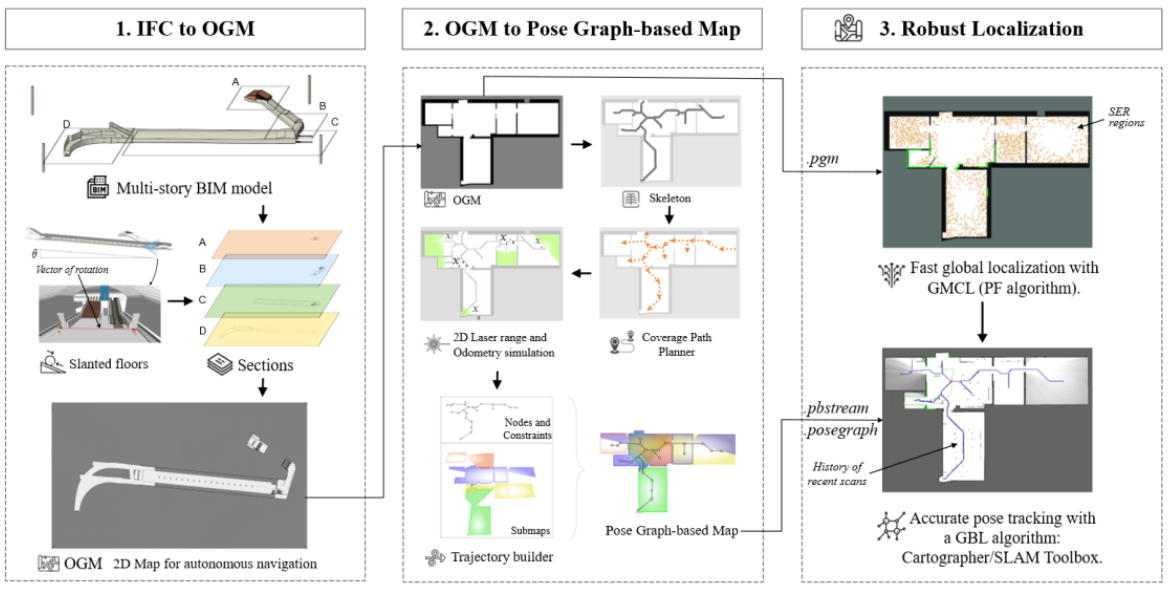 1. IFC to OGM
A
B
C
D
BIM
Multi-story BIM model
θ
Vector of rotation
Slanted floors
A
B
C
D
Sections
OGM 2D Map for autonomous navigation
2. OGM to Pose Graph-based Map
OGM
Skeleton
2D Laser range and
Odometry simulation
Coverage Path
Planner
Nodes and
Constraints
Submaps
Trajectory builder
Pose Graph-based Map
3. Robust Localization
.pgm
SER
regions
Fast global localization with
GMCL (PF algorithm).
.pbstream
.posegraph
History of
recent scans
Accurate pose tracking with
a GBL algorithm:
Cartographer/SLAM Toolbox.